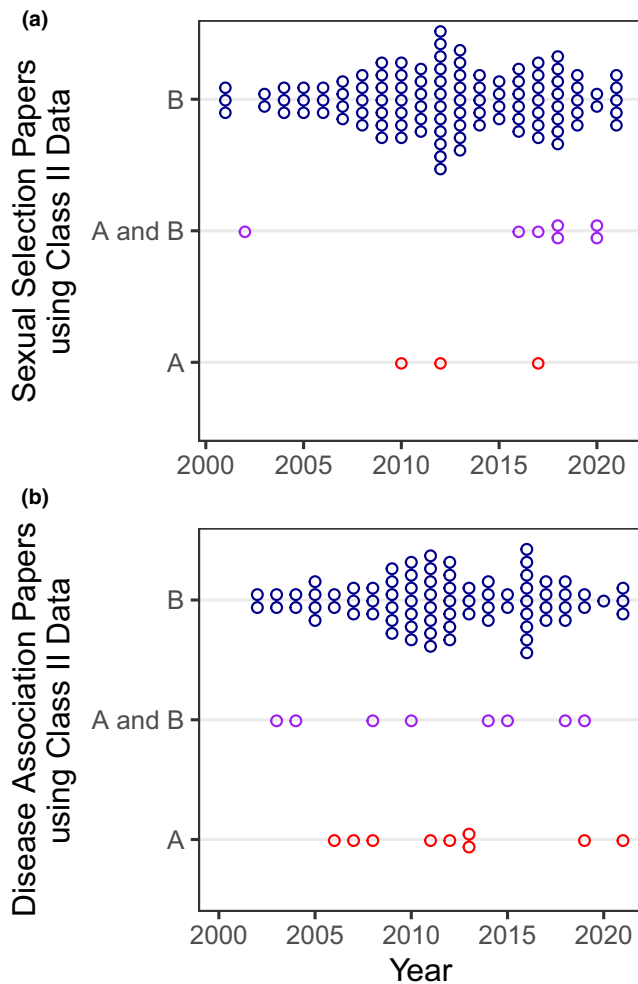 (a)
Sexual Selection Papers
using Class II Data
B
A and B
A
2000 2005 2010 2015 2020
(b)
Disease Association Papers
using Class II Data
B
A and B
A
2000 2005 2010 2015 2020
Year